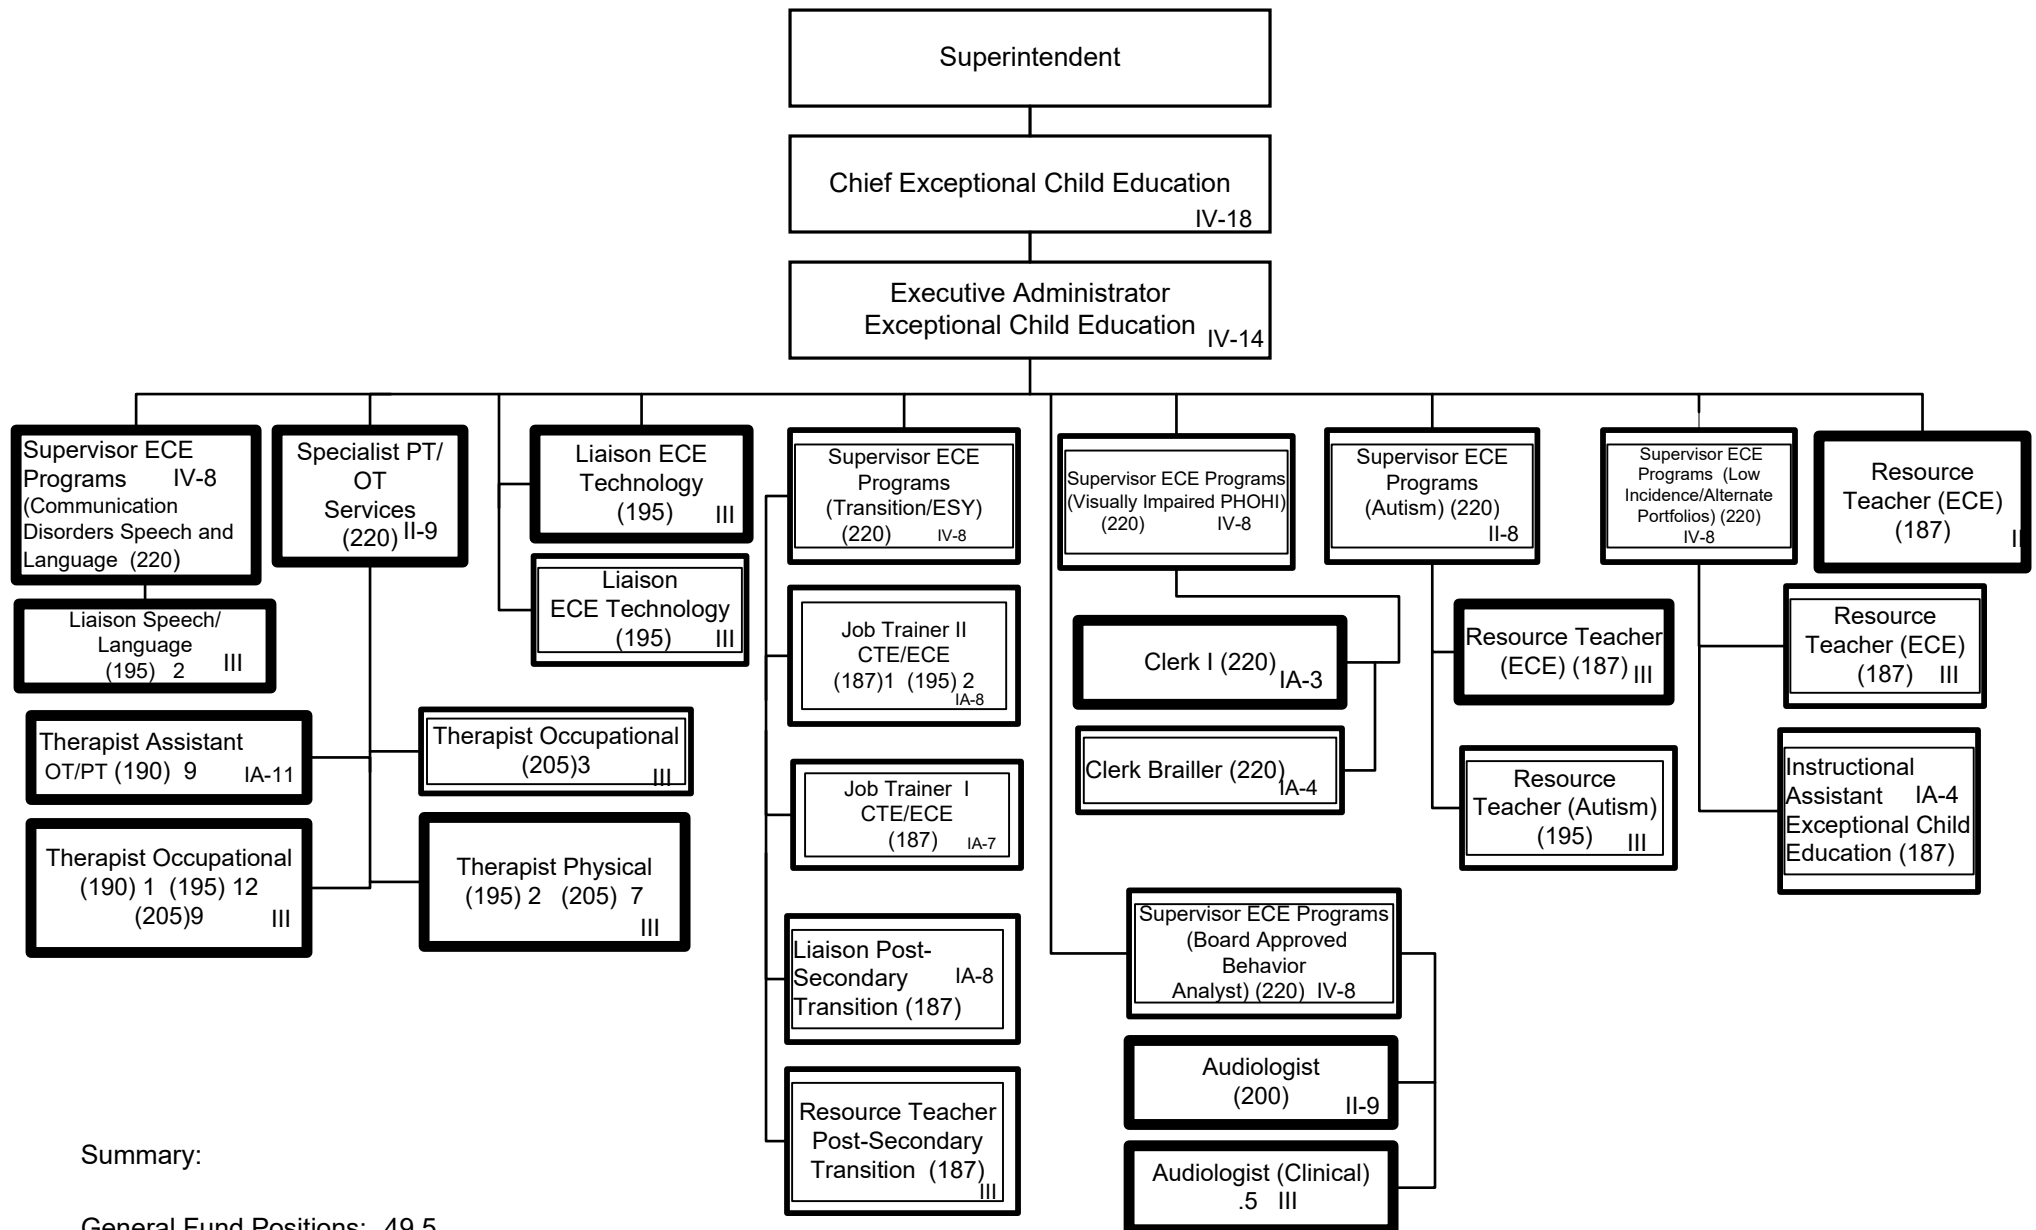 Superintendent
Chief Exceptional Child Education
IV-18
Executive Administrator
Exceptional Child Education
IV-14
Supervisor ECE
Programs IV-8
(Communication
Disorders Speech and
Language (220)
Liaison Speech/
Language
(195) 2 III
Specialist PT/
OT
Services
(220) II-9
Therapist Assistant
OT/PT (190) 9 IA-11
Therapist Occupational
(205)3
III
Therapist Occupational
(190) 1 (195) 12
(205)9 III
Therapist Physical
(195) 2 (205) 7
III
Liaison ECE
Technology
(195) III
Liaison
ECE Technology
(195) III
Supervisor ECE
Programs
(Transition/ESY)
(220) IV-8
Job Trainer II
CTE/ECE
(187)1 (195) 2
IA-8
Job Trainer I
CTE/ECE
(187) IA-7
Liaison Post-
Secondary IA-8
Transition (187)
Resource Teacher
Post-Secondary
Transition (187)
III
Supervisor ECE Programs
(Visually Impaired PHOHI)
(220) IV-8
Clerk I (220)
IA-3
Clerk Brailler (220)
IA-4
Supervisor ECE Programs
(Board Approved
Behavior
Analyst) (220) IV-8
Audiologist
(200)
II-9
Audiologist (Clinical)
.5 III
Supervisor ECE
Programs
(Autism) (220)
II-8
Resource Teacher
(ECE) (187) III
Resource
Teacher (Autism)
(195) III
Supervisor ECE
Programs (Low
Incidence/Alternate
Portfolios) (220)
IV-8
Resource
Teacher (ECE)
(187) III
Instructional
Assistant IA-4
Exceptional Child
Education (187)
Resource
Teacher (ECE)
(187)
Summary:
General Fund Positions: 49.5